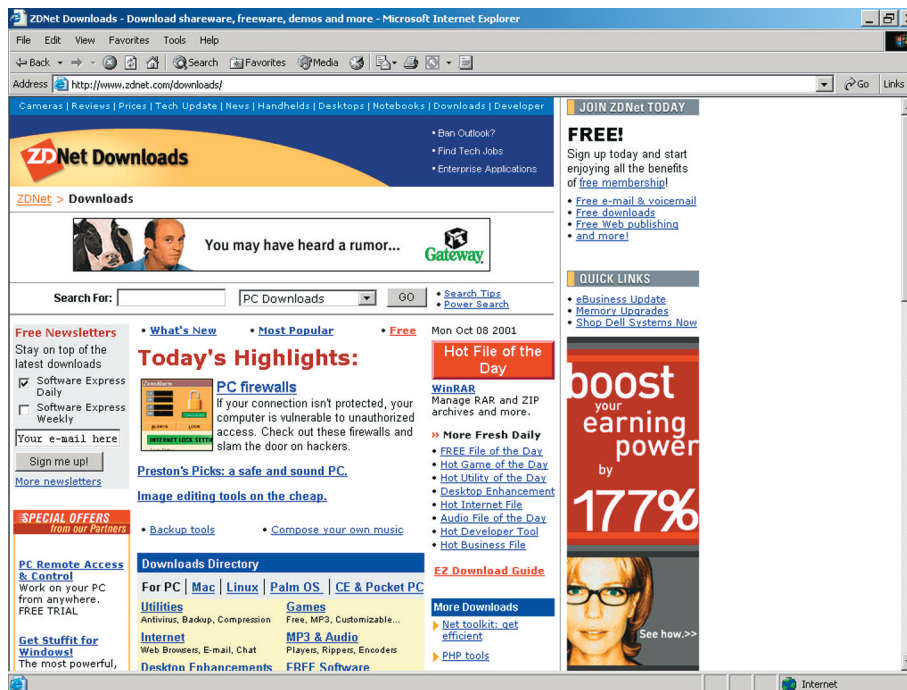 ZDNet Downloads - Download shareware, freeware, demos and more - Microsoft Internet Explorer
File Edit View Favorites Tools Help
Back Search Favorites Media
Address http://www.zdnet.com/downloads/ Go Links
Cameras | Reviews | Prices | Tech Update | News | Handhelds | Desktops | Notebooks | Downloads | Developer
ZDNet Downloads
• Ban Outlook?
• Find Tech Jobs
• Enterprise Applications
ZDNet > Downloads
You may have heard a rumor...
Gateway
Search For: PC Downloads GO
• Search Tips
• Power Search
Free Newsletters
Stay on top of the
latest downloads
Software Express
Daily
Software Express
Weekly
Your e-mail here
Sign me up!
More newsletters
SPECIAL OFFERS
from our Partners
PC Remote Access
& Control
Work on your PC
from anywhere.
FREE TRIAL
Get Stuffit for
Windows!
The most powerful,
• What's New • Most Popular • Free
Today's Highlights:
ZoneAlarm
ALERTS LOCK
INTERNET LOCK SETTI
PC firewalls
If your connection isn't protected, your
computer is vulnerable to unauthorized
access. Check out these firewalls and
slam the door on hackers.
Preston's Picks: a safe and sound PC.
Image editing tools on the cheap.
• Backup tools • Compose your own music
Downloads Directory
For PC | Mac | Linux | Palm OS | CE & Pocket PC
Utilities
Antivirus, Backup, Compression
Games
Free, MP3, Customizable...
Internet
Web Browsers, E-mail, Chat
MP3 & Audio
Players, Rippers, Encoders
Desktop Enhancements
FREE Software
Mon Oct 08 2001
Hot File of the
Day
WinRAR
Manage RAR and ZIP
archives and more.
» More Fresh Daily
• FREE File of the Day
• Hot Game of the Day
• Hot Utility of the Day
• Desktop Enhancement
• Hot Internet File
• Audio File of the Day
• Hot Developer Tool
• Hot Business File
EZ Download Guide
More Downloads
Net toolkit: get
efficient
PHP tools
JOIN ZDNet TODAY
FREE!
Sign up today and start
enjoying all the benefits
of free membership!
• Free e-mail & voicemail
• Free downloads
• Free Web publishing
• and more!
QUICK LINKS
• eBusiness Update
• Memory Upgrades
• Shop Dell Systems Now
boost
your
earning
power
by
177%
See how.>>
Internet